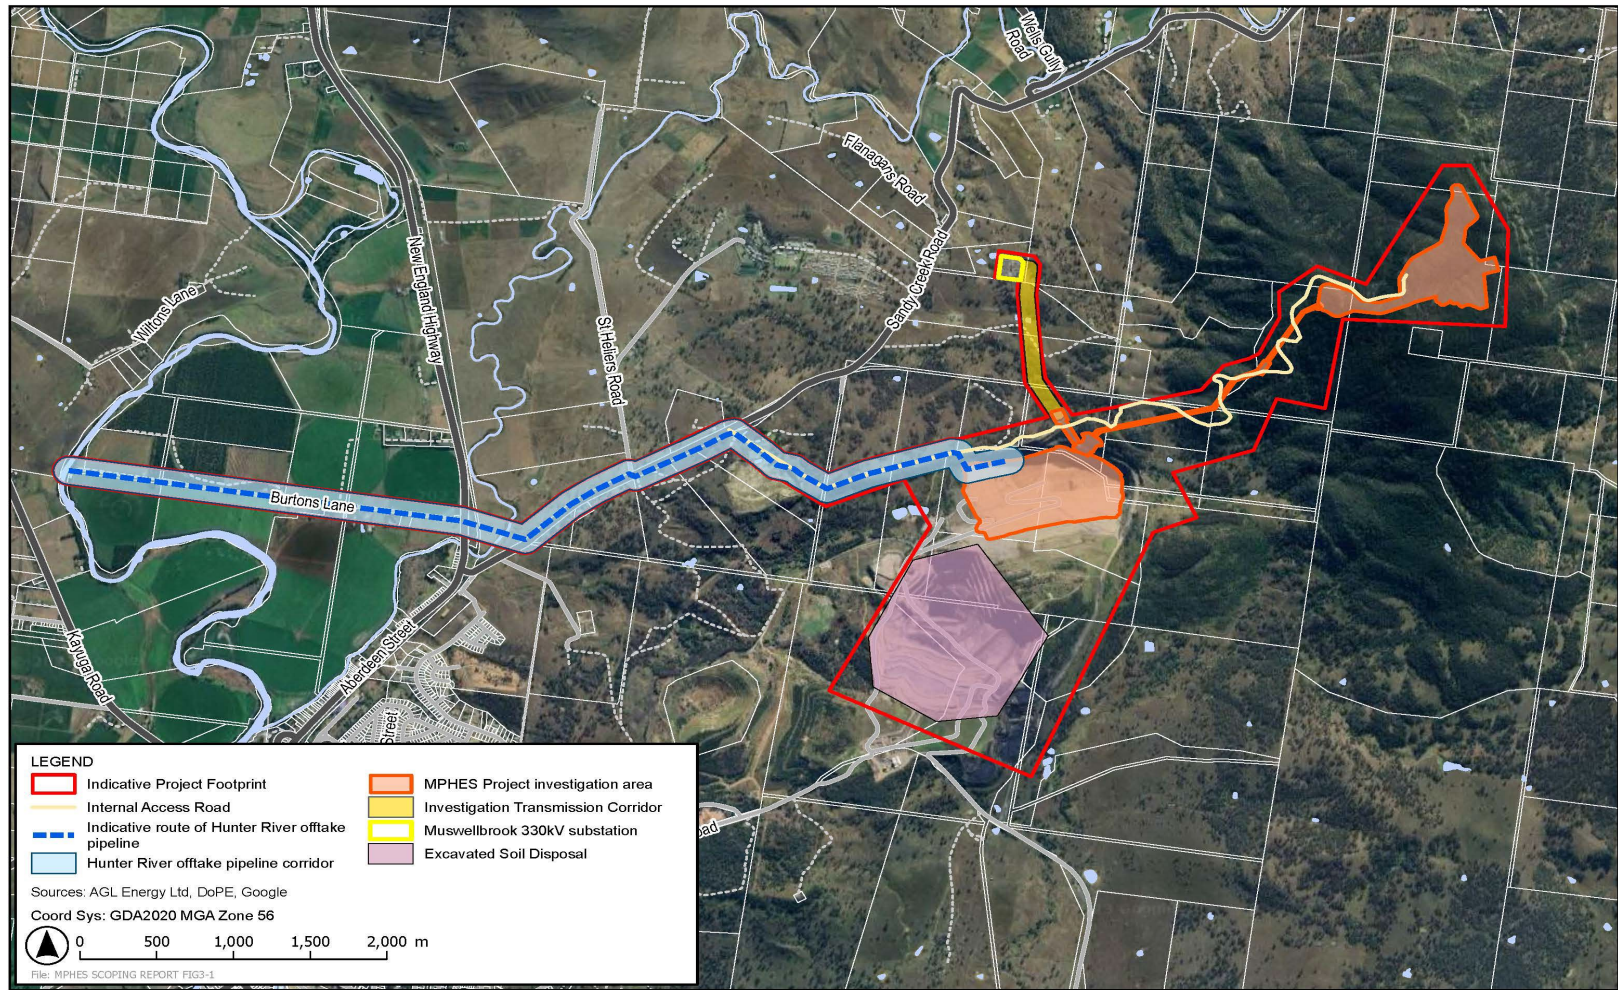 Wells Gully
Road
Flanagans Road
Sandy Creek Road
New England Highway
Wiltons Lane
St Heliers Road
Burtons Lane
Kayuga Road
Aberdeen Street
Street
oad
LEGEND
Indicative Project Footprint
Internal Access Road
Indicative route of Hunter River offtake
pipeline
Hunter River offtake pipeline corridor
MPHES Project investigation area
Investigation Transmission Corridor
Muswellbrook 330kV substation
Excavated Soil Disposal
Sources: AGL Energy Ltd, DoPE, Google
Coord Sys: GDA2020 MGA Zone 56
0 500 1,000 1,500 2,000 m
File: MPHES SCOPING REPORT FIG3-1